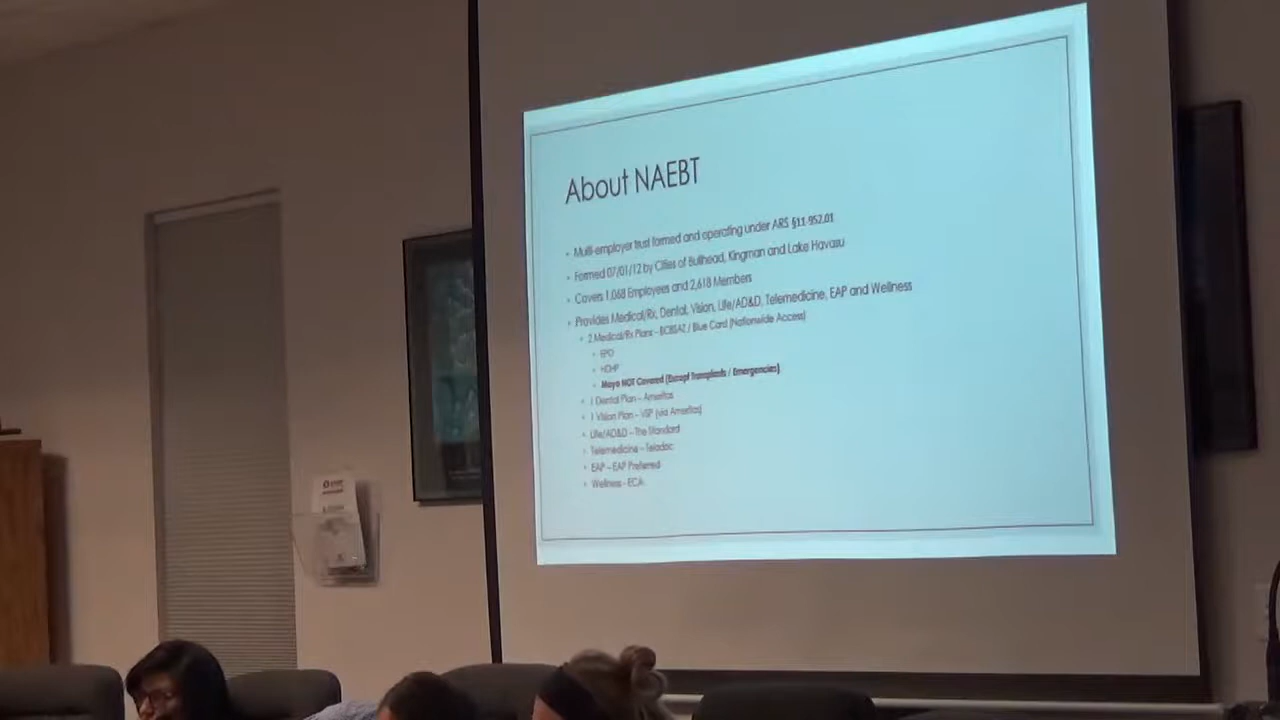 About NAEBT
• Multi-employer trust formed and operating under ARS §11-952.01
• Formed 07/01/12 by Cities of Bullhead, Kingman and Lake Havasu
• Covers 1,068 Employees and 2,618 Members
• Provides Medical/Rx, Dental, Vision, Life/AD&D, Telemedicine, EAP and Wellness
• 2 Medical/Rx Plans - BCBSAZ / Blue Card (Nationwide Access)
• EPO
• HDHP
• Mayo NOT Covered (Except Transplants / Emergencies)
• 1 Dental Plan – Ameritas
• 1 Vision Plan – VSP (via Ameritas)
• Life/AD&D – The Standard
• Telemedicine – Teladoc
• EAP – EAP Preferred
• Wellness - ECA